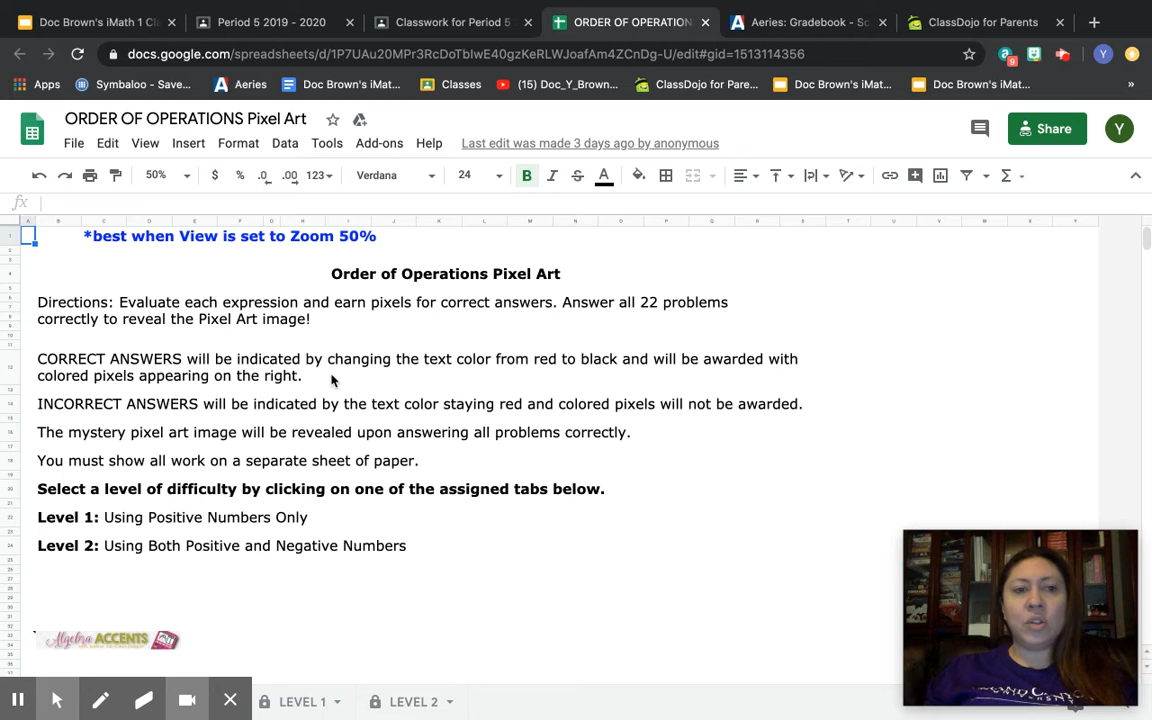 Doc Brown's iMath 1 Cl
Period 5 2019 - 2020
Classwork for Period 5
ORDER OF OPERATION
Aeries: Gradebook - Sc
ClassDojo for Parents
docs.google.com/spreadsheets/d/1P7UAu20MPr3RcDoTbIwE40gzKeRLWJoafAm4ZCnDg-U/edit#gid=1513114356
9
Y
Apps
Symbaloo - Save...
Aeries
Doc Brown's iMat...
Classes
(15) Doc_Y_Brown...
ClassDojo for Pare...
Doc Brown's iMat...
Doc Brown's iMat...
»
ORDER OF OPERATIONS Pixel Art
Share
Y
File Edit View Insert Format Data Tools Add-ons Help Last edit was made 3 days ago by anonymous
50% $ % .0 .00 123 Verdana 24 B I S A Σ
fx
*best when View is set to Zoom 50%
Order of Operations Pixel Art
Directions: Evaluate each expression and earn pixels for correct answers. Answer all 22 problems
correctly to reveal the Pixel Art image!
CORRECT ANSWERS will be indicated by changing the text color from red to black and will be awarded with
colored pixels appearing on the right.
INCORRECT ANSWERS will be indicated by the text color staying red and colored pixels will not be awarded.
The mystery pixel art image will be revealed upon answering all problems correctly.
You must show all work on a separate sheet of paper.
Select a level of difficulty by clicking on one of the assigned tabs below.
Level 1: Using Positive Numbers Only
Level 2: Using Both Positive and Negative Numbers
Algebra ACCENTS
LEVEL 1
LEVEL 2